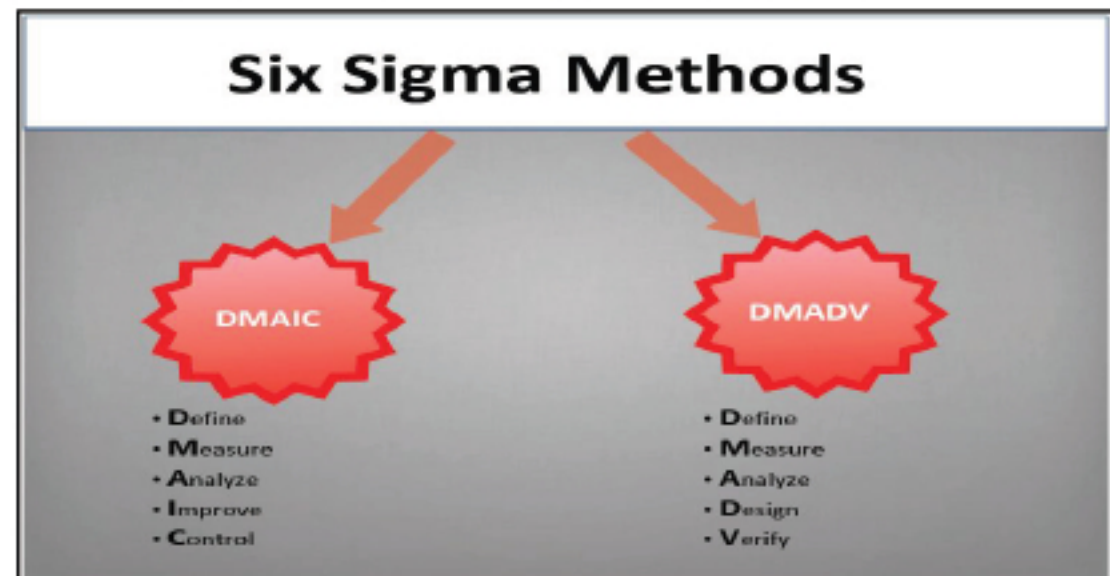 Six Sigma Methods
DMAIC
• Define
• Measure
• Analyze
• Improve
• Control
DMADV
• Define
• Measure
• Analyze
• Design
• Verify